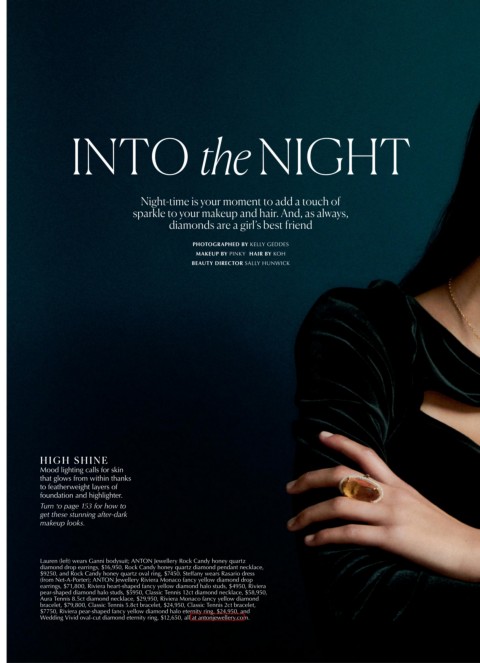 INTO the NIGHT
Night-time is your moment to add a touch of
sparkle to your makeup and hair. And, as always,
diamonds are a girl's best friend
PHOTOGRAPHED BY KELLY GEDDES
MAKEUP BY PINKY HAIR BY KOH
BEAUTY DIRECTOR SALLY HUNWICK
HIGH SHINE
Mood lighting calls for skin
that glows from within thanks
to featherweight layers of
foundation and highlighter.
Turn to page 153 for how to
get these stunning after-dark
makeup looks.
Lauren (left) wears Ganni bodysuit; ANTON Jewellery Rock Candy honey quartz
diamond drop earrings, $16,950, Rock Candy honey quartz diamond pendant necklace,
$9250, and Rock Candy honey quartz oval ring, $7450. Stellany wears Rasario dress
(from Net-A-Porter); ANTON Jewellery Riviera Monaco fancy yellow diamond drop
earrings, $71,800, Riviera heart-shaped fancy yellow diamond halo studs, $4950, Riviera
pear-shaped diamond halo studs, $5950, Classic Tennis 12ct diamond necklace, $58,950,
Aura Tennis 8.5ct diamond necklace, $29,950, Riviera Monaco fancy yellow diamond
bracelet, $79,800, Classic Tennis 5.8ct bracelet, $24,950, Classic Tennis 2ct bracelet,
$7750, Riviera pear-shaped fancy yellow diamond halo eternity ring, $24,950, and
Wedding Vivid oval-cut diamond eternity ring, $12,650, all at antonjewellery.com.